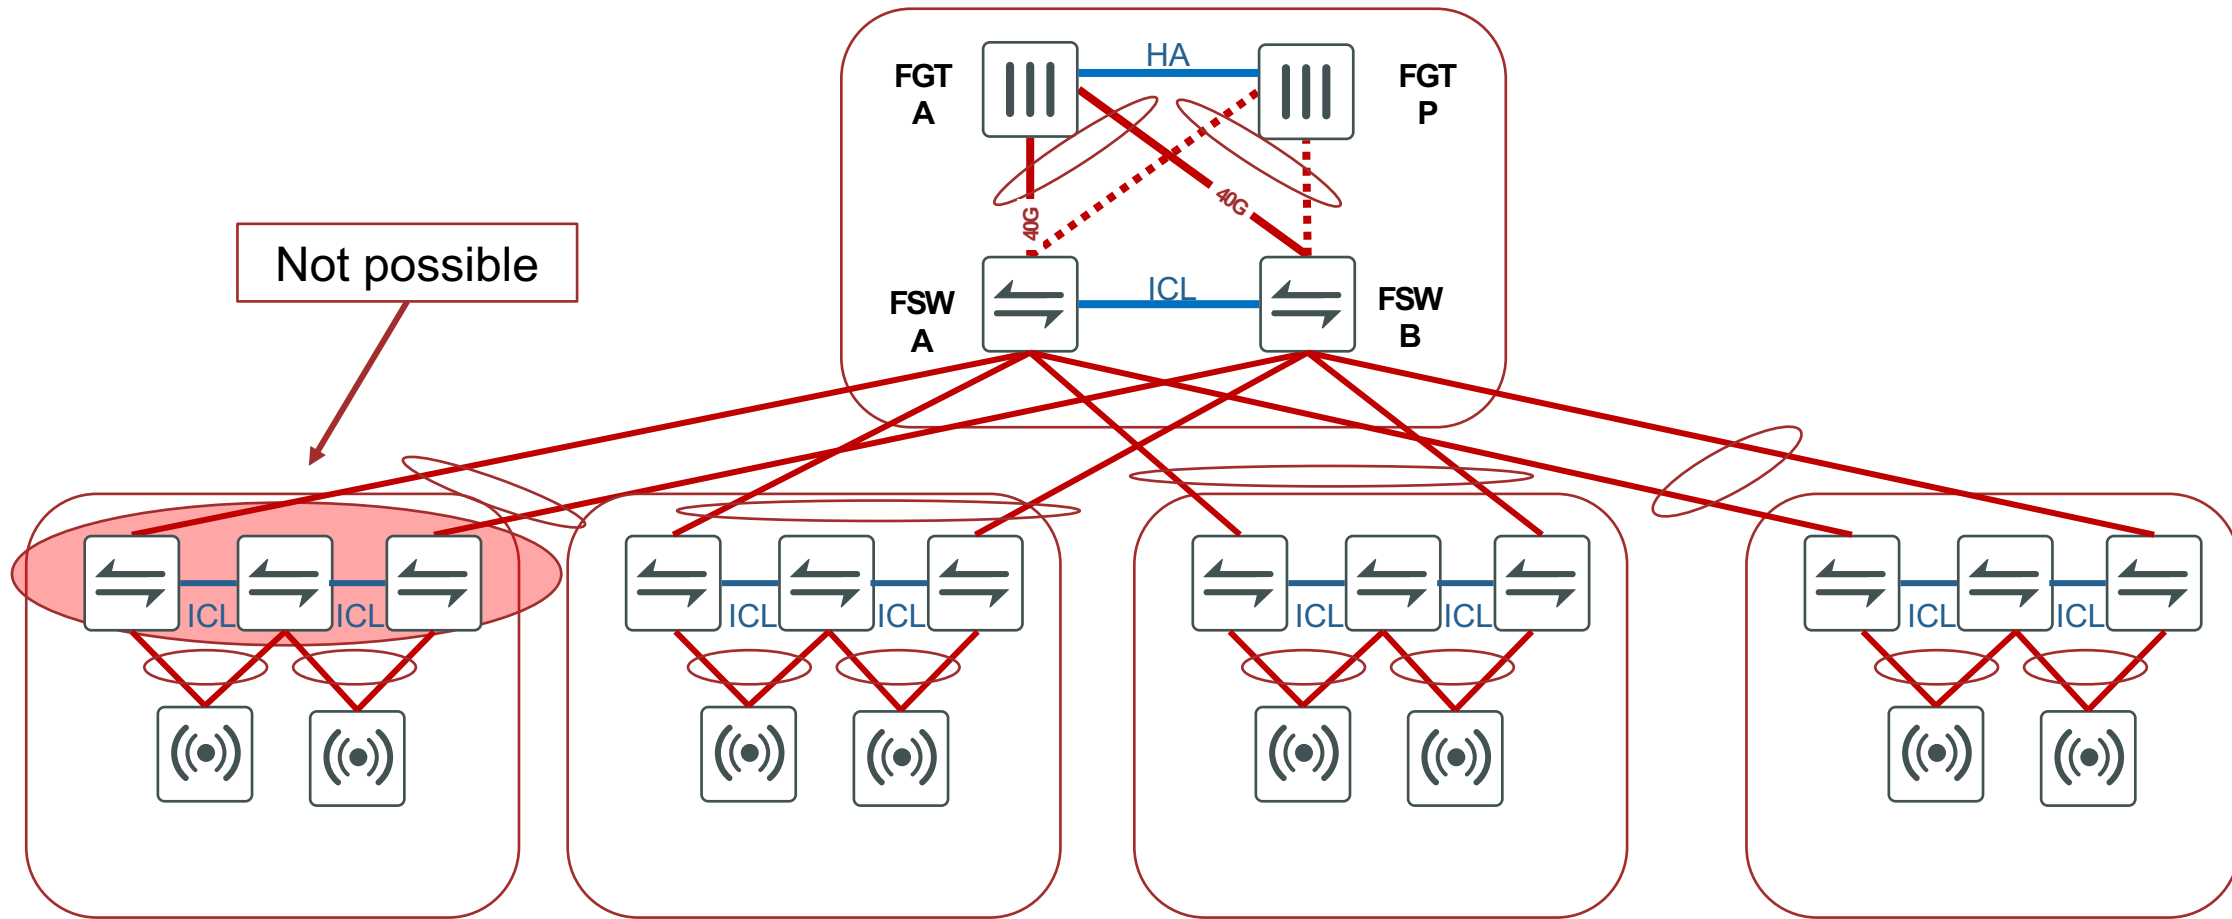 HA
FGT
A
FGT
P
40G
40G
Not possible
FSW
A
ICL
FSW
B
ICL
ICL
ICL
ICL
ICL
ICL
ICL
ICL